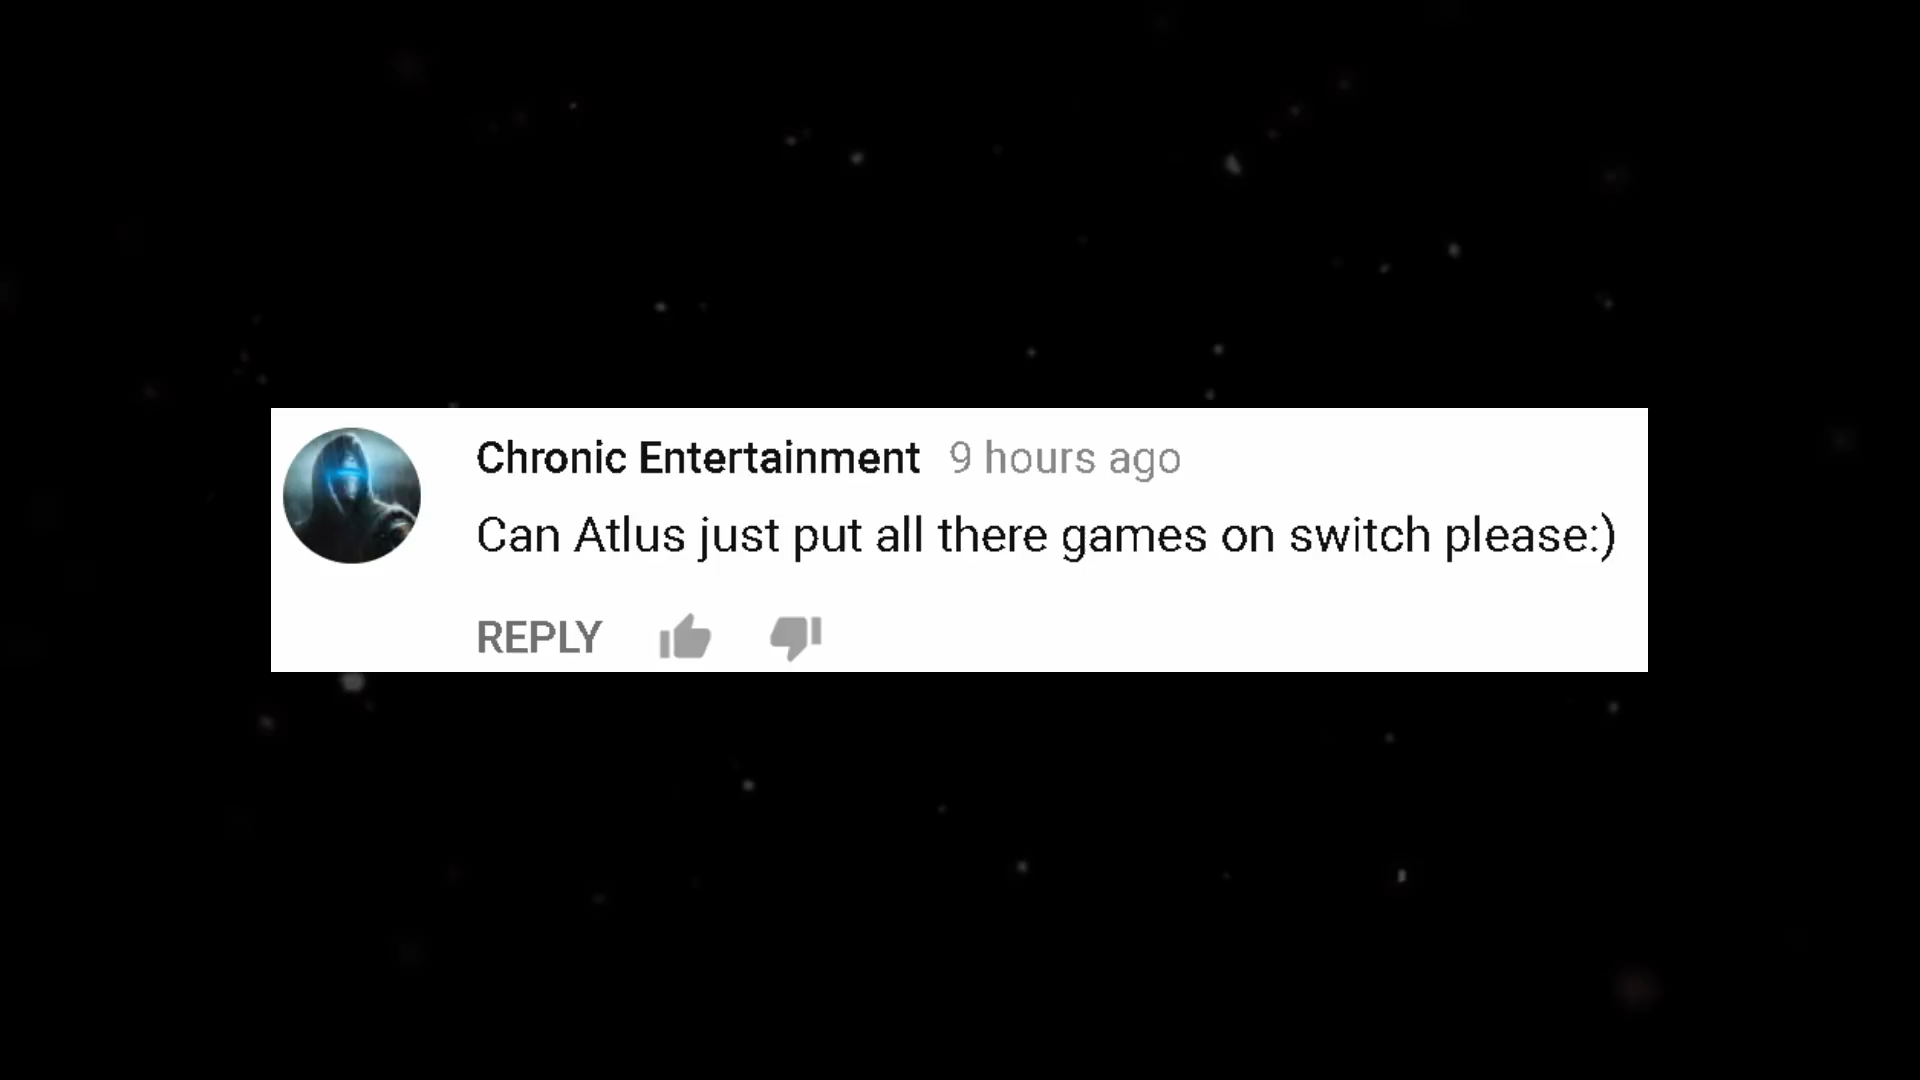 Chronic Entertainment 9 hours ago
Can Atlus just put all there games on switch please:)
REPLY